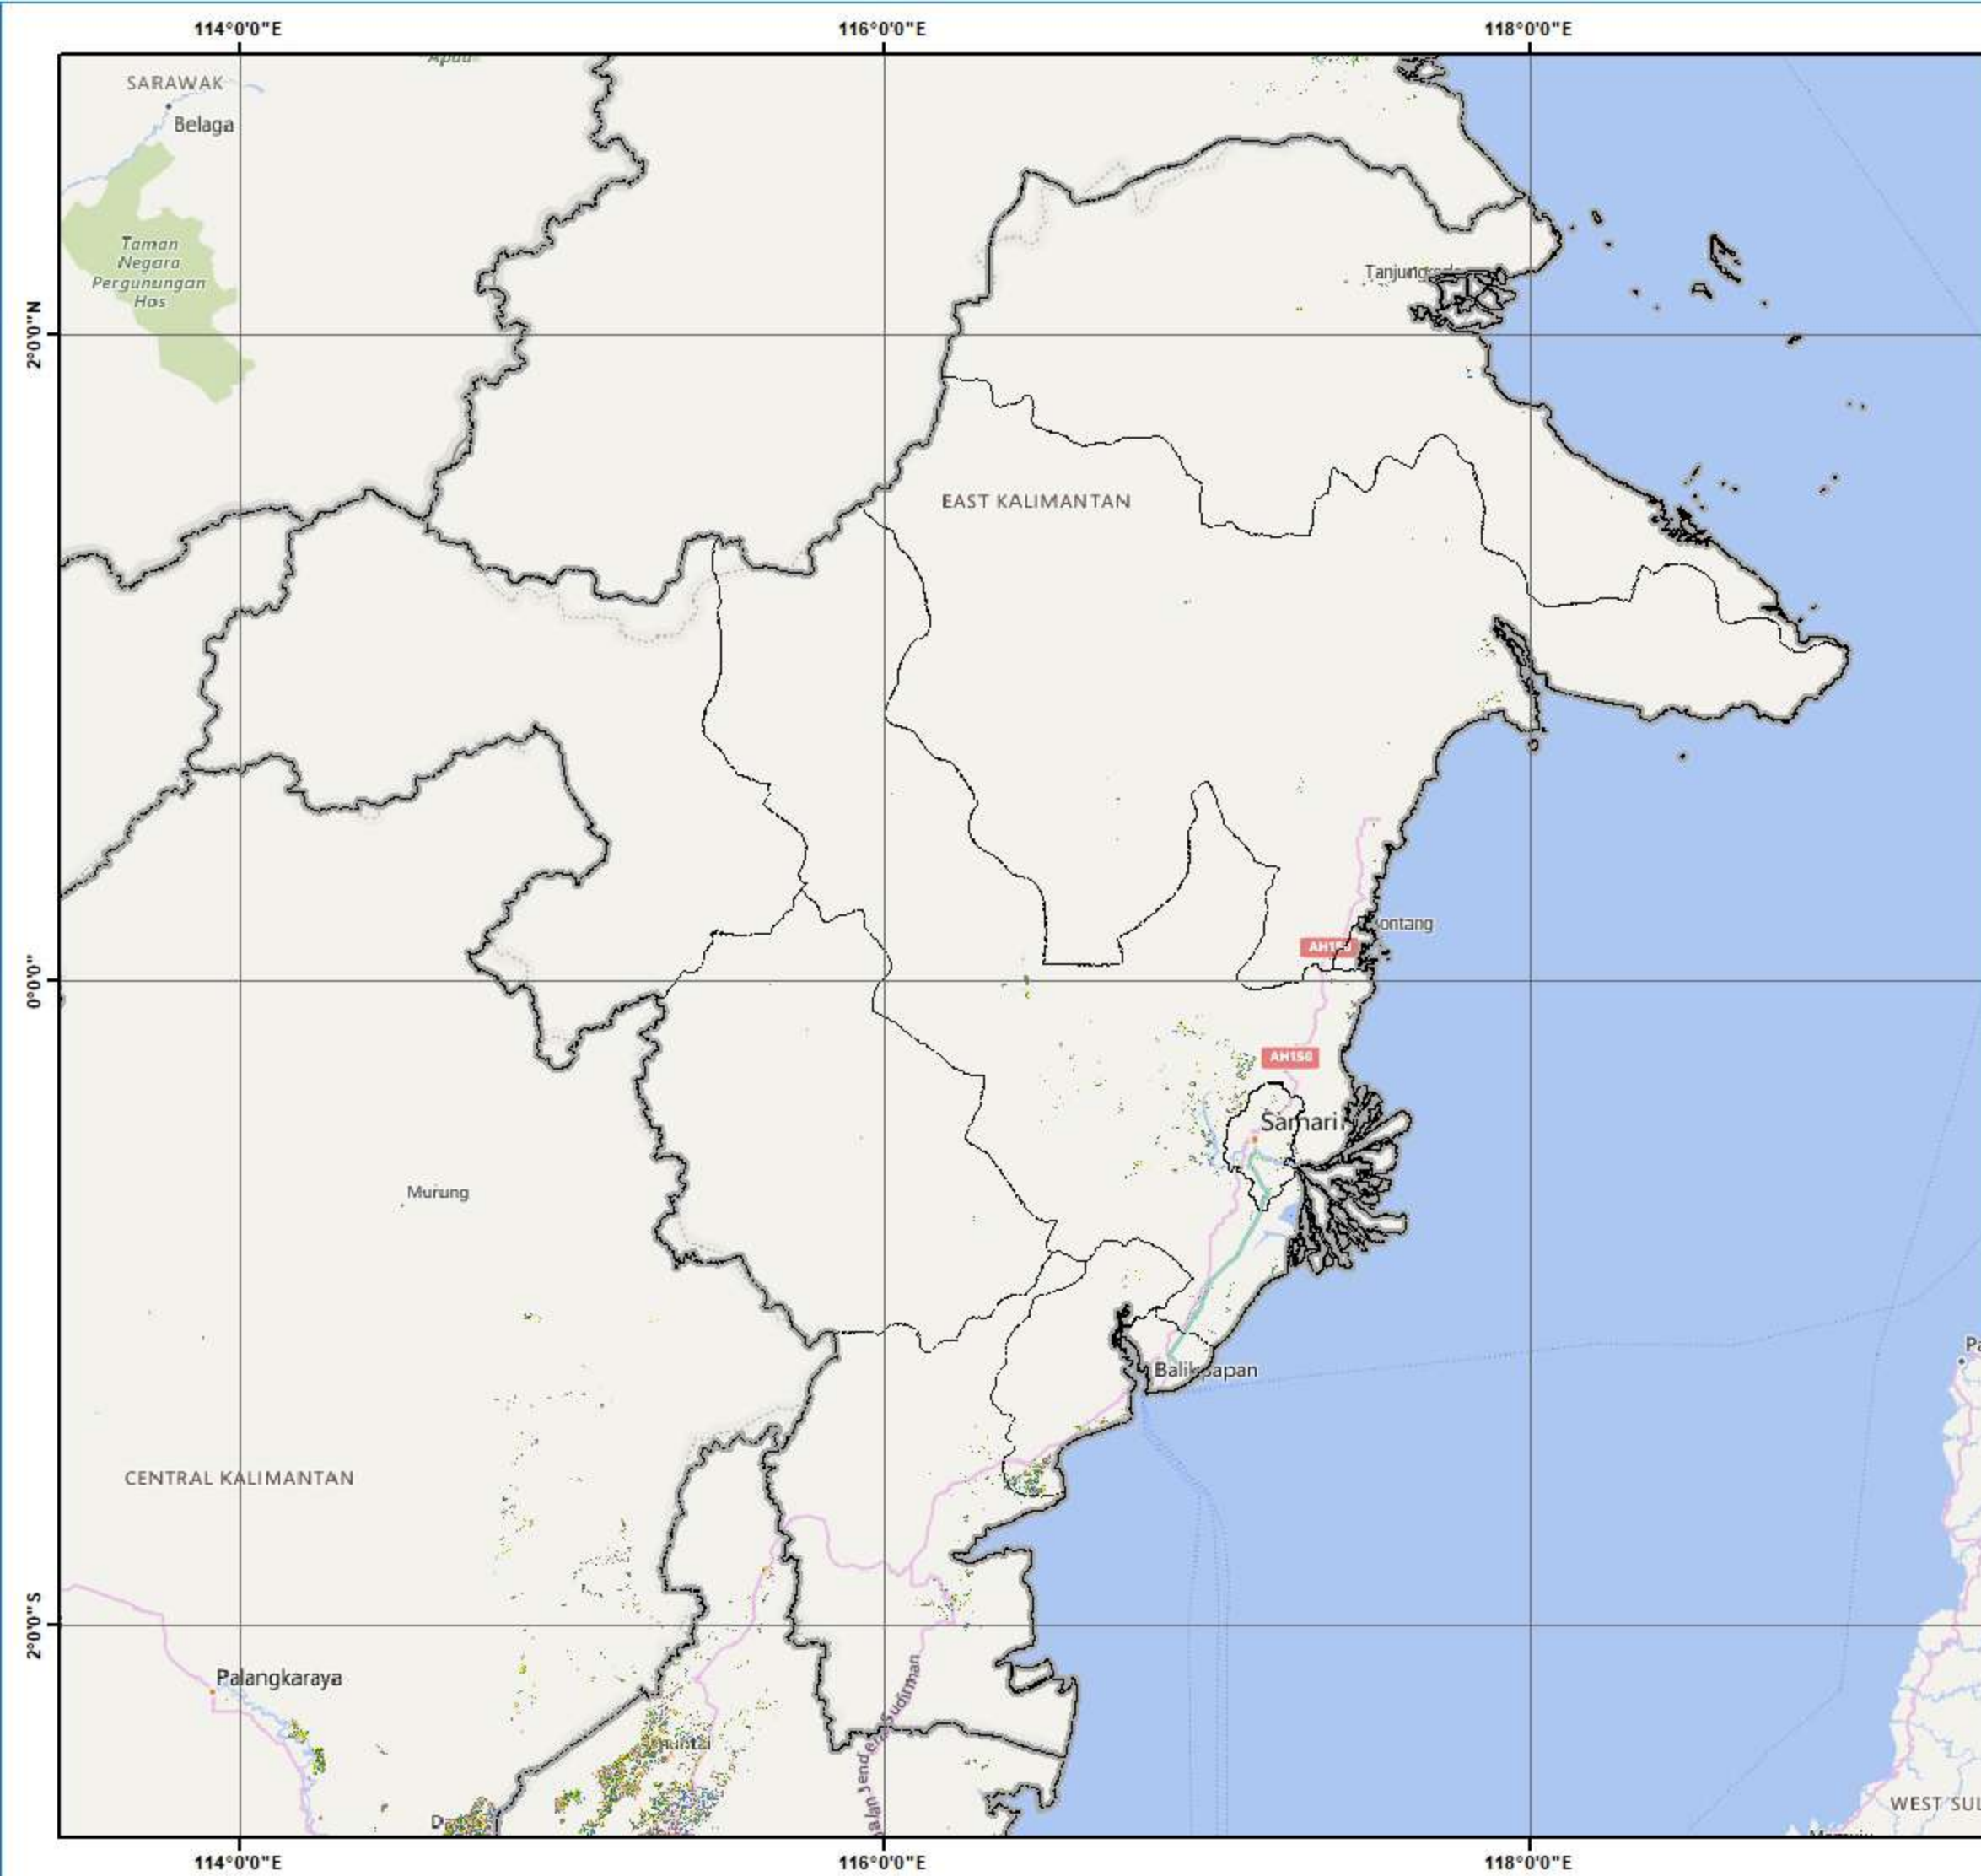 114°0'0"E
116°0'0"E
118°0'0"E
SARAWAK
Belaga
Taman
Negara
Pergunungan
Hos
2°0'0"N
EAST KALIMANTAN
ontang
0°0'0"
AH150
AH150
Samari
Murung
Balikpapan
Pa
CENTRAL KALIMANTAN
2°0'0"S
Palangkaraya
Sudirman
WEST SUL
114°0'0"E
116°0'0"E
118°0'0"E